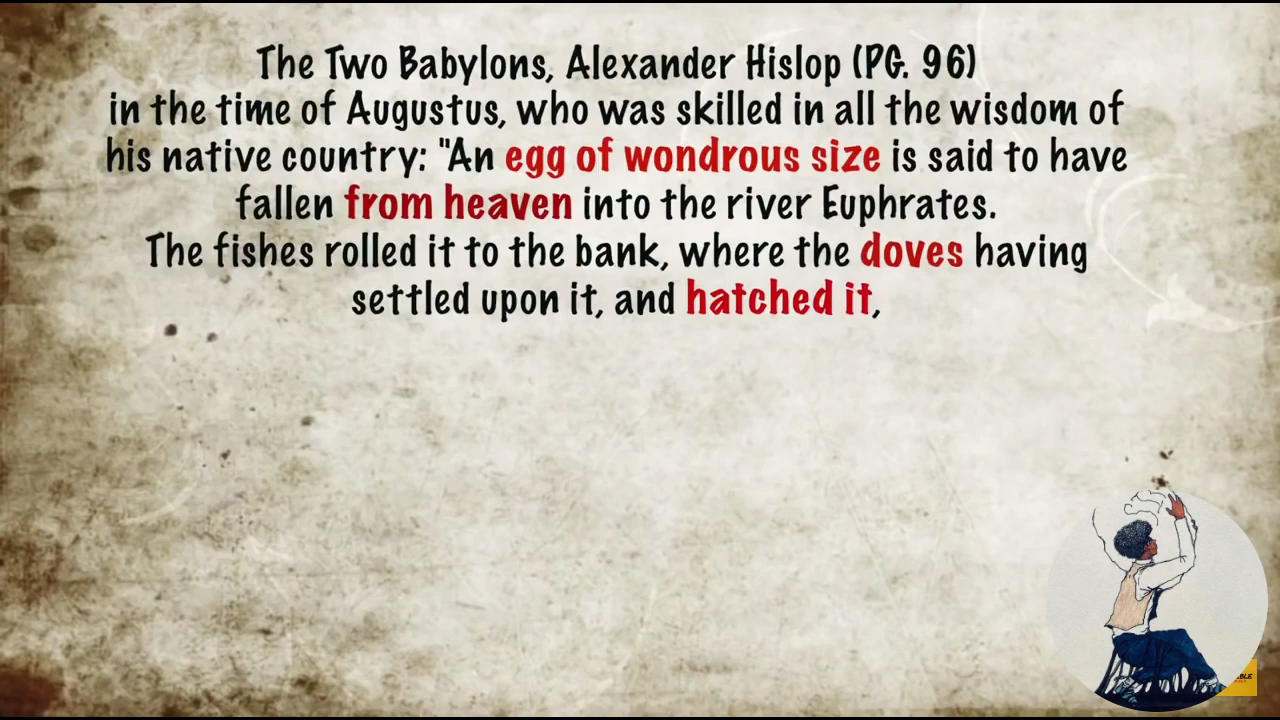 The Two Babylons, Alexander Hislop (PG. 96)
in the time of Augustus, who was skilled in all the wisdom of
his native country: "An egg of wondrous size is said to have
fallen from heaven into the river Euphrates.
The fishes rolled it to the bank, where the doves having
settled upon it, and hatched it,